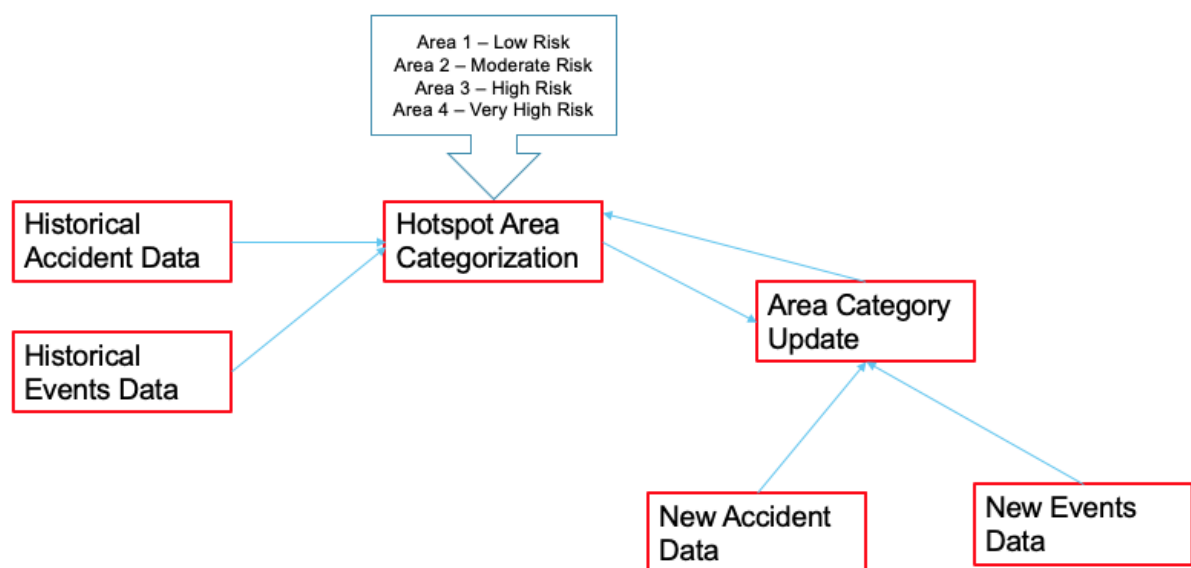 Area 1 – Low Risk
Area 2 – Moderate Risk
Area 3 – High Risk
Area 4 – Very High Risk
Historical
Accident Data
Hotspot Area
Categorization
Area Category
Update
Historical
Events Data
New Accident
Data
New Events
Data